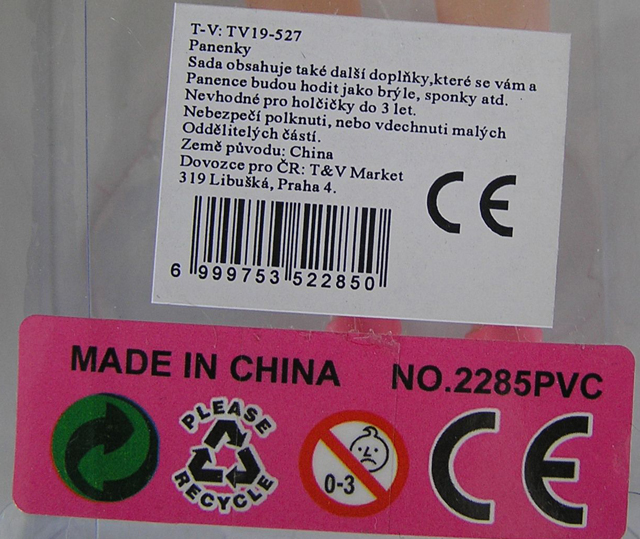 T-V: TV19-527
Panenky
Sada obsahuje také další doplňky,které se vám a
Panence budou hodit jako brýle, sponky atd.
Nevhodné pro holčičky do 3 let.
Nebezpečí polknuti, nebo vdechnuti malých
Oddělitelých částí.
Země původu: China
Dovozce pro ČR: T&V Market
319 Libušká, Praha 4.
CE
6 999753 522850
MADE IN CHINA NO.2285PVC
PLEASE
RECYCLE
0-3
CE